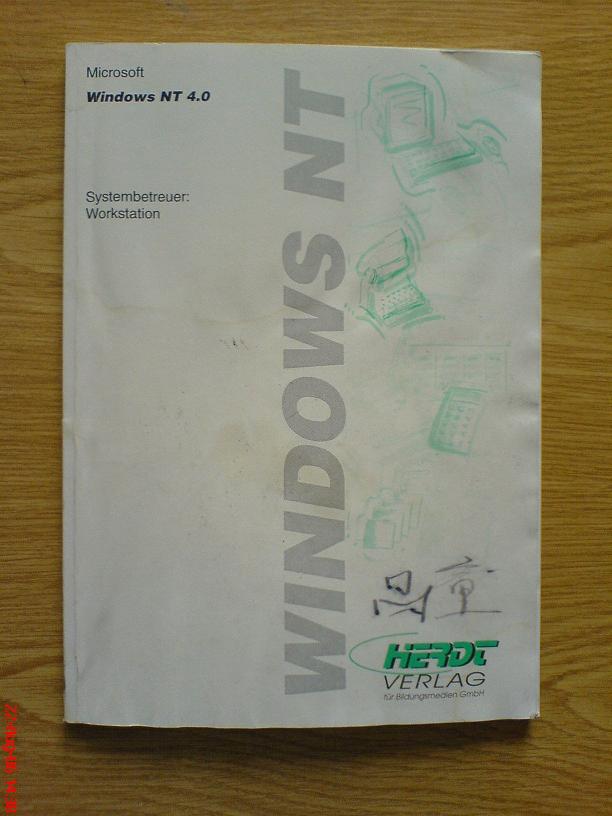 Microsoft
Windows NT 4.0
Systembetreuer:
Workstation
WINDOWS NT
HERDT
VERLAG
für Bildungsmedien GmbH